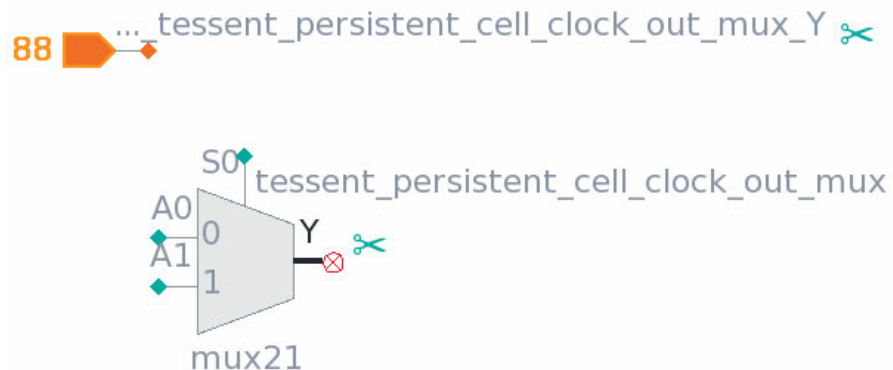 88 ..._tessent_persistent_cell_clock_out_mux_Y
S0
tessent_persistent_cell_clock_out_mux
A0
0
Y
A1
1
mux21